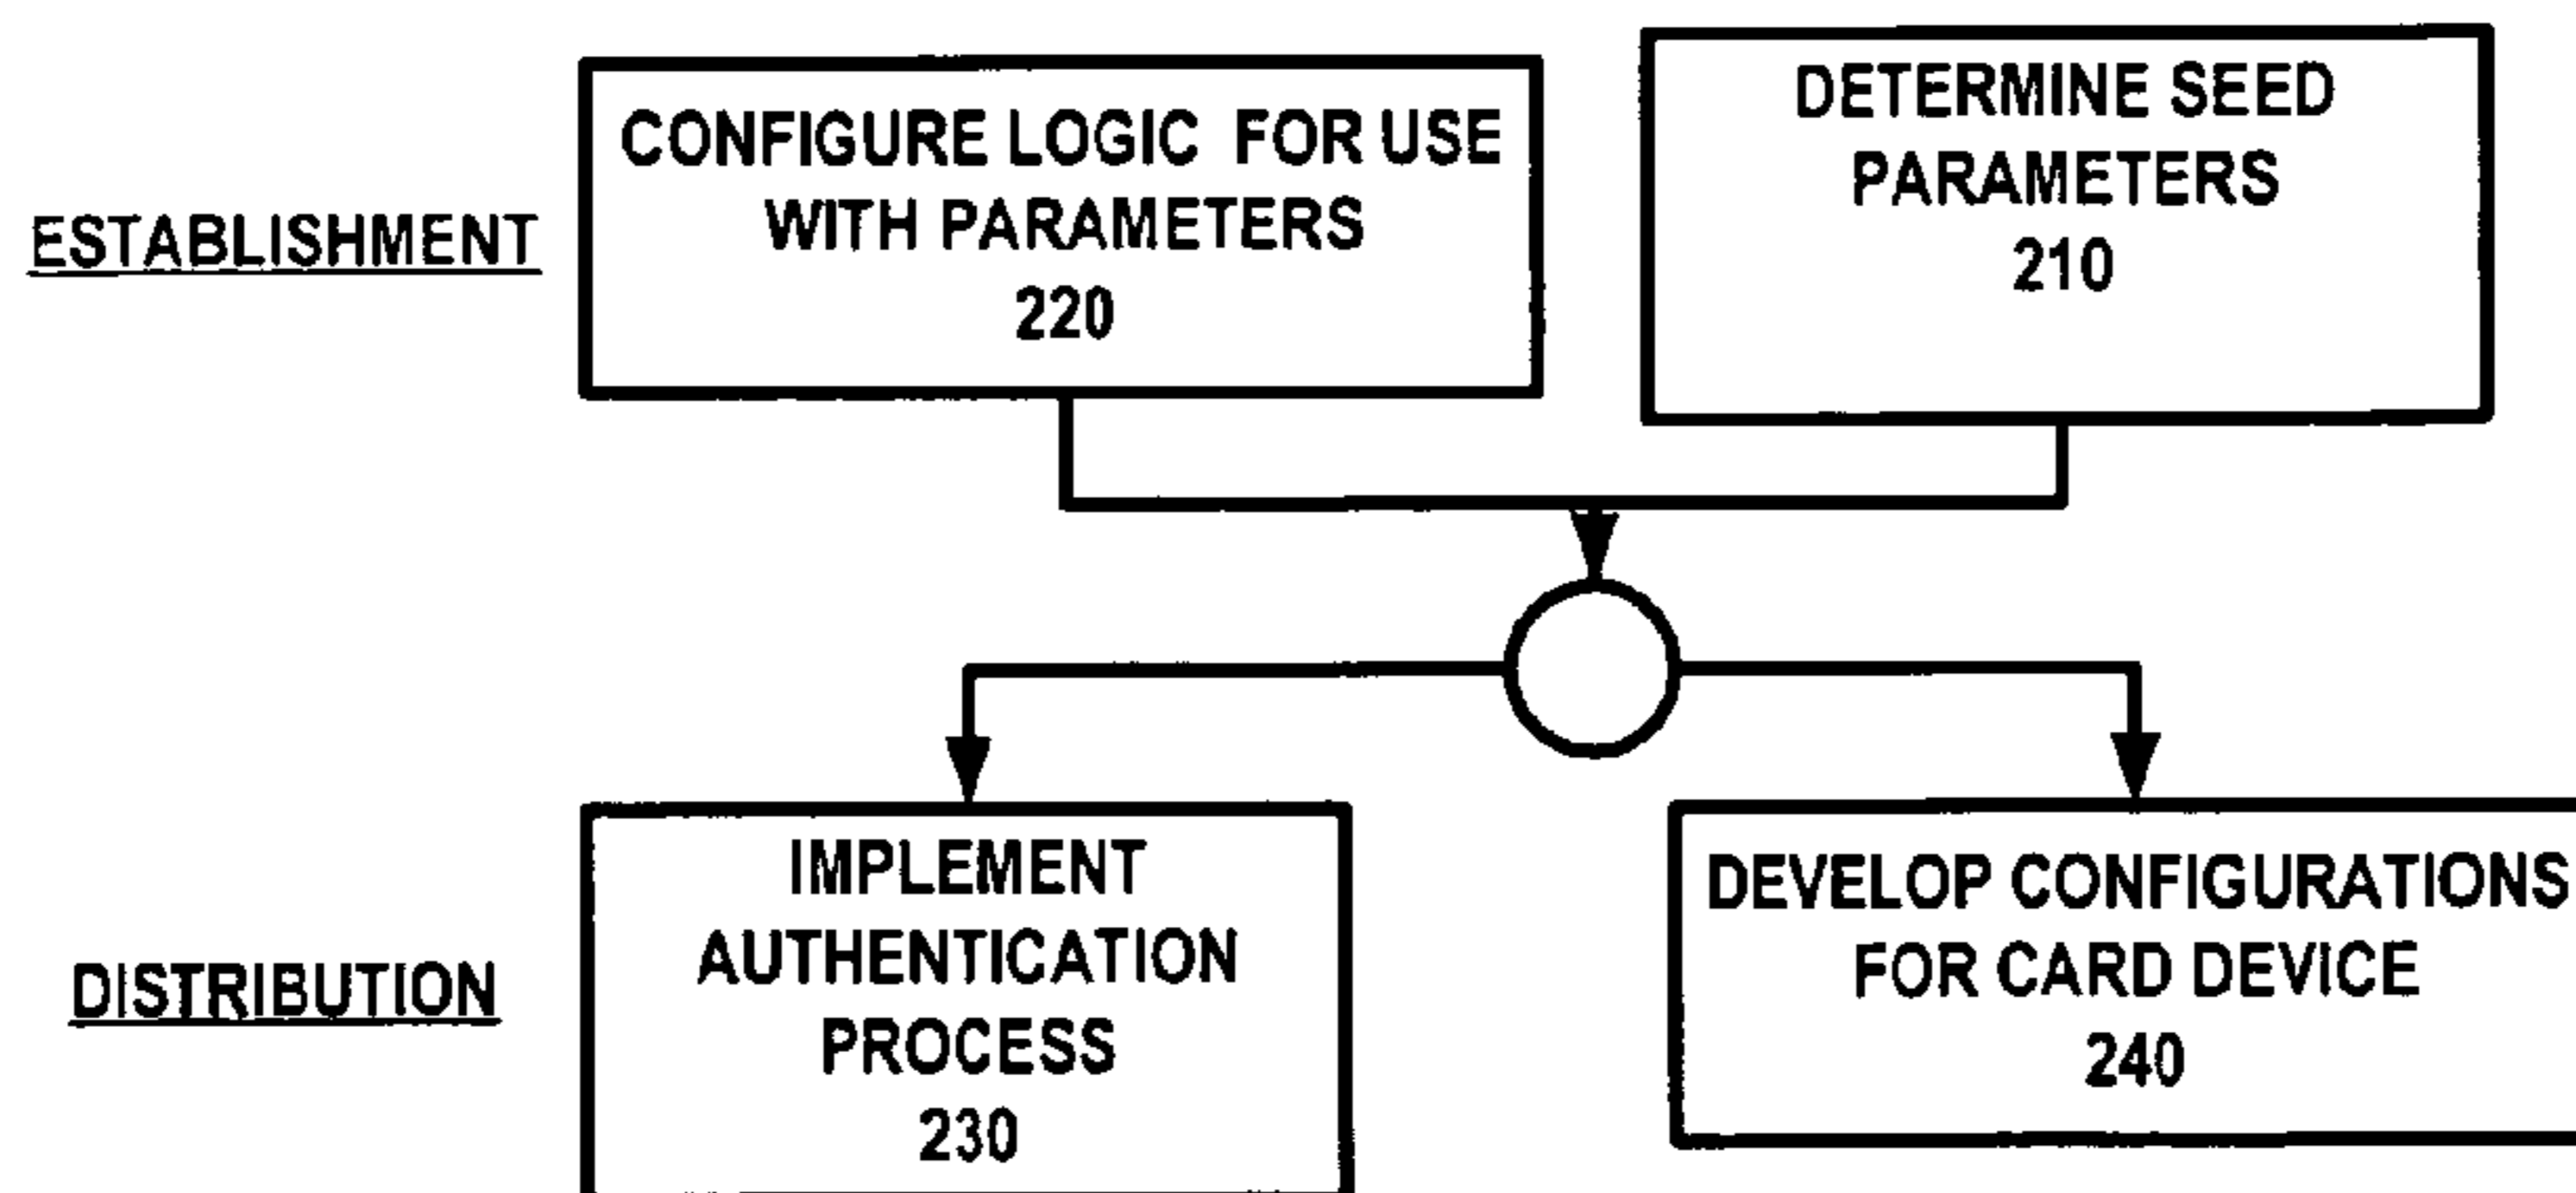 ESTABLISHMENT
CONFIGURE LOGIC FOR USE
WITH PARAMETERS
220
DETERMINE SEED
PARAMETERS
210
DISTRIBUTION
IMPLEMENT
AUTHENTICATION
PROCESS
230
DEVELOP CONFIGURATIONS
FOR CARD DEVICE
240